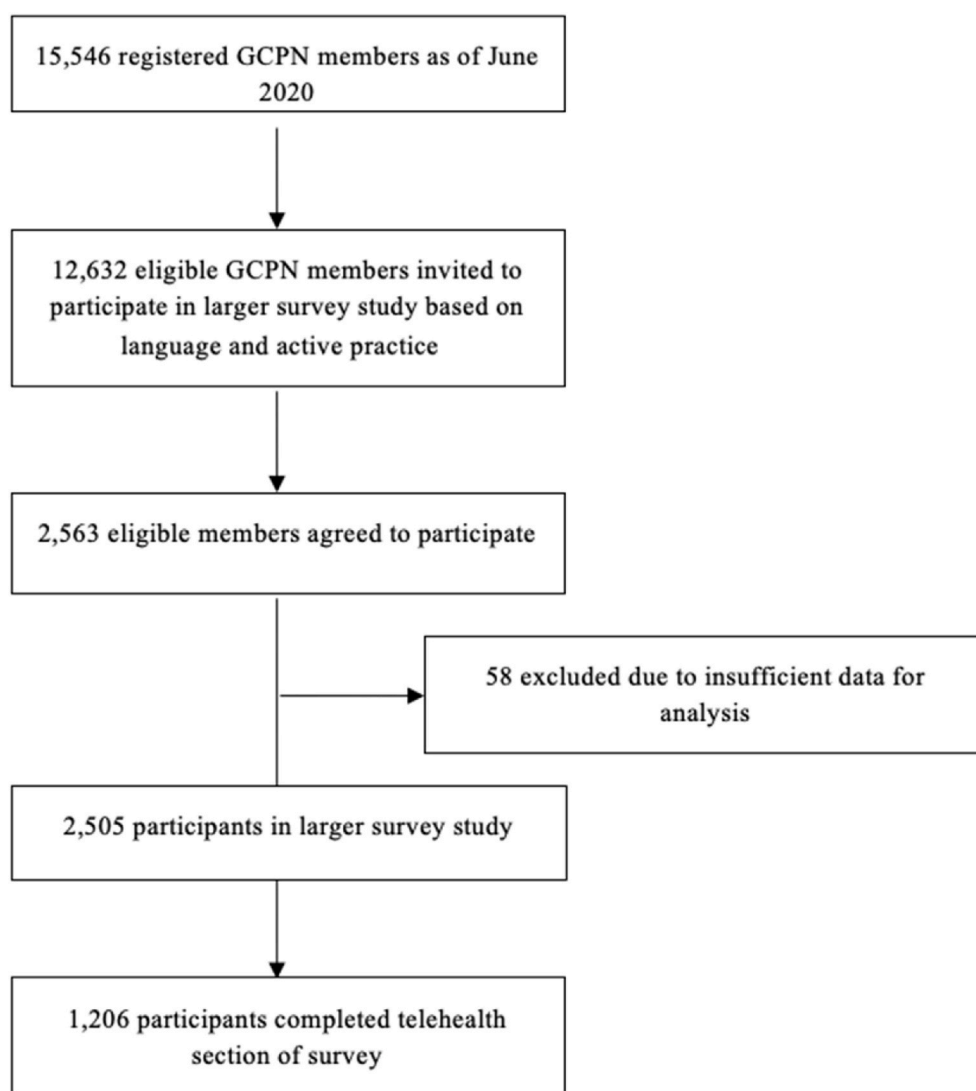 15,546 registered GCPN members as of June
2020
12,632 eligible GCPN members invited to
participate in larger survey study based on
language and active practice
2,563 eligible members agreed to participate
58 excluded due to insufficient data for
analysis
2,505 participants in larger survey study
1,206 participants completed telehealth
section of survey